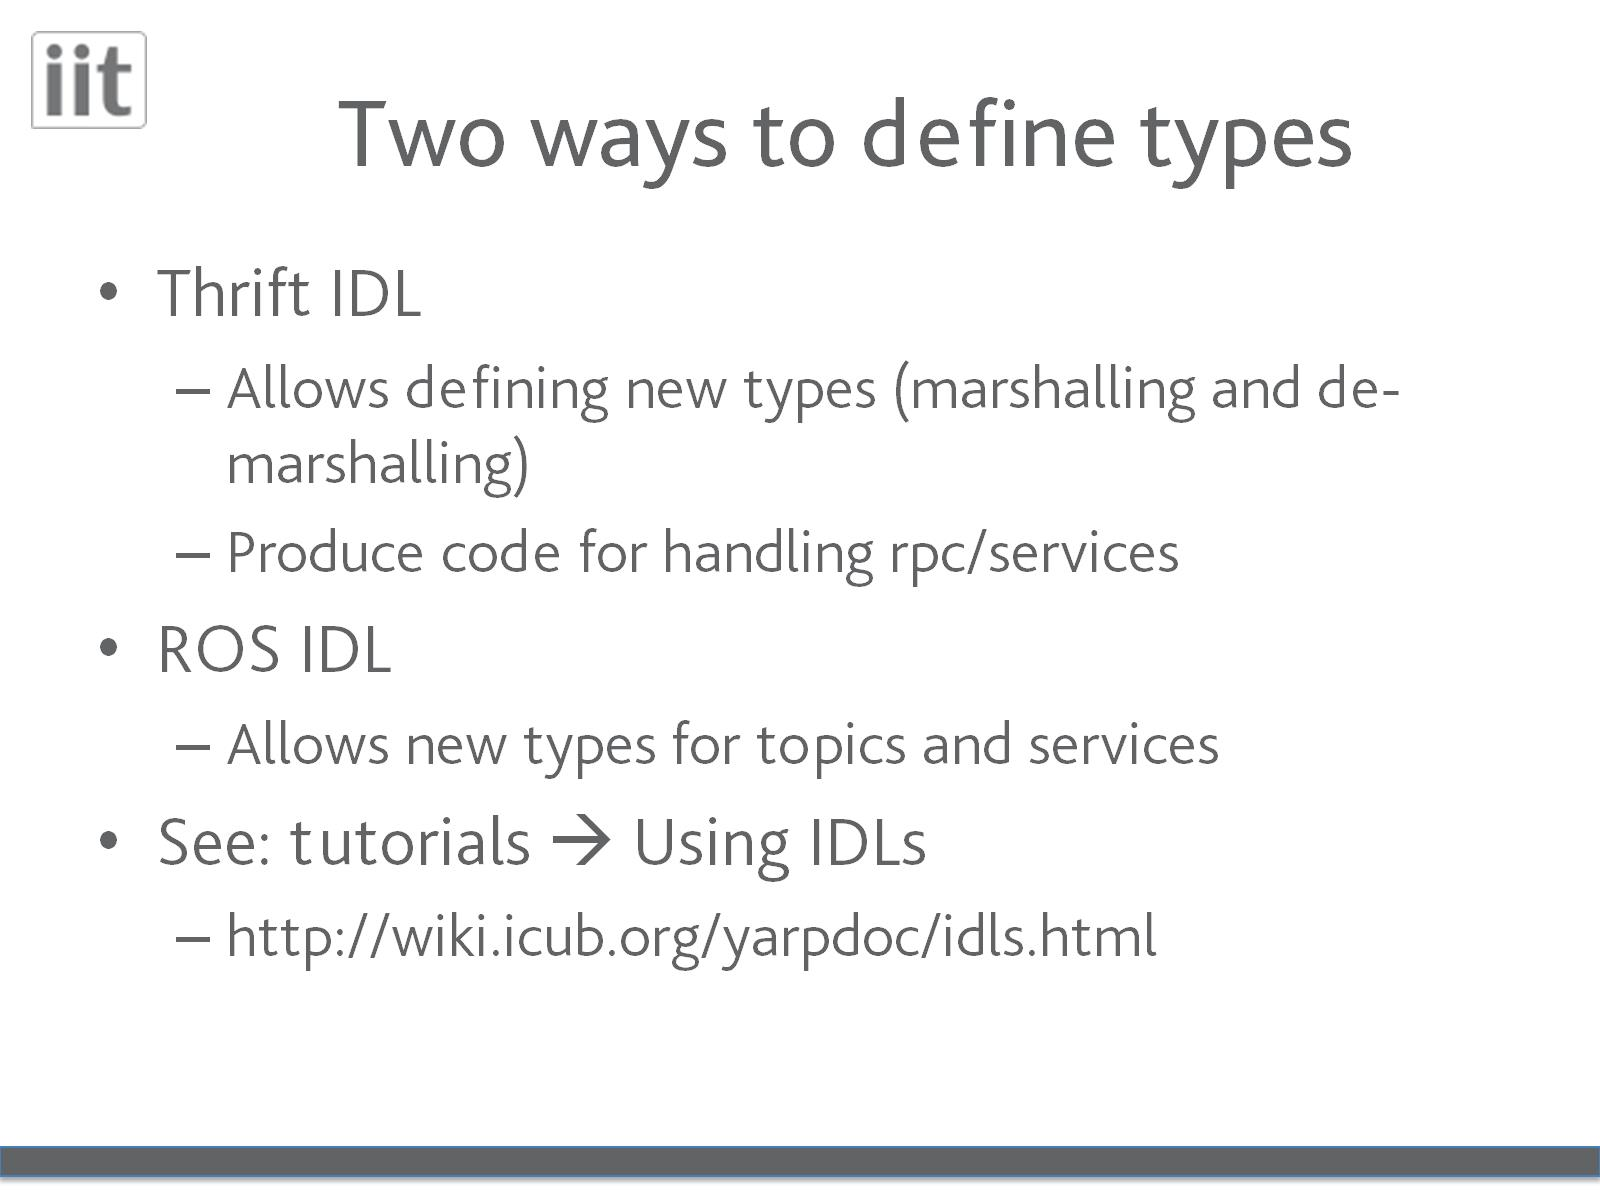 iit
Two ways to define types
• Thrift IDL
– Allows defining new types (marshalling and de-
marshalling)
– Produce code for handling rpc/services
• ROS IDL
– Allows new types for topics and services
• See: tutorials → Using IDLs
– http://wiki.icub.org/yarpdoc/idls.html